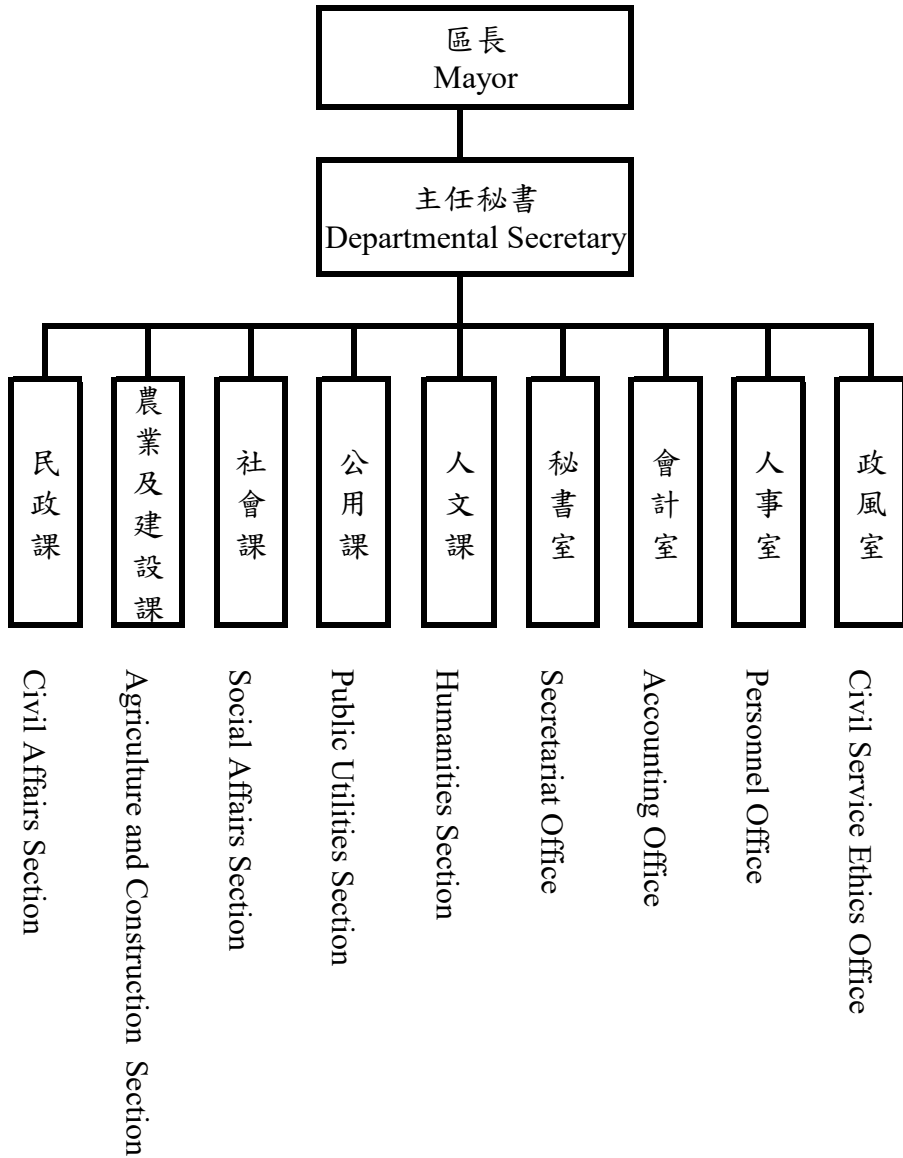 區長
Mayor
主任秘書
Departmental Secretary
民政課
農業及建設課
社會課
公用課
人文課
秘書室
會計室
人事室
政風室
Civil Affairs Section
Agriculture and Construction Section
Social Affairs Section
Public Utilities Section
Humanities Section
Secretariat Office
Accounting Office
Personnel Office
Civil Service Ethics Office